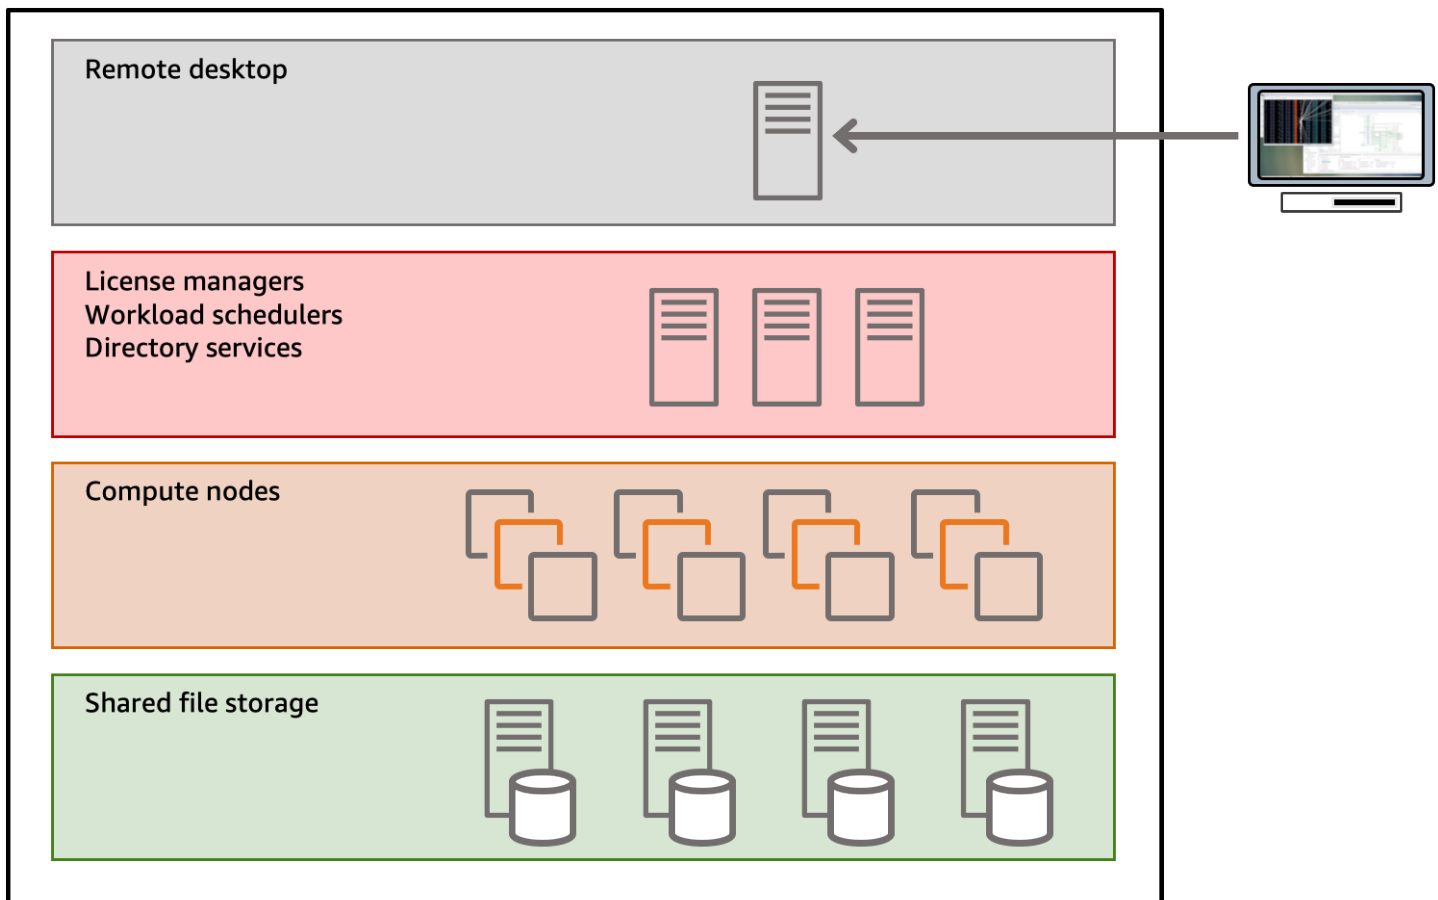 Remote desktop
License managers
Workload schedulers
Directory services
Compute nodes
Shared file storage